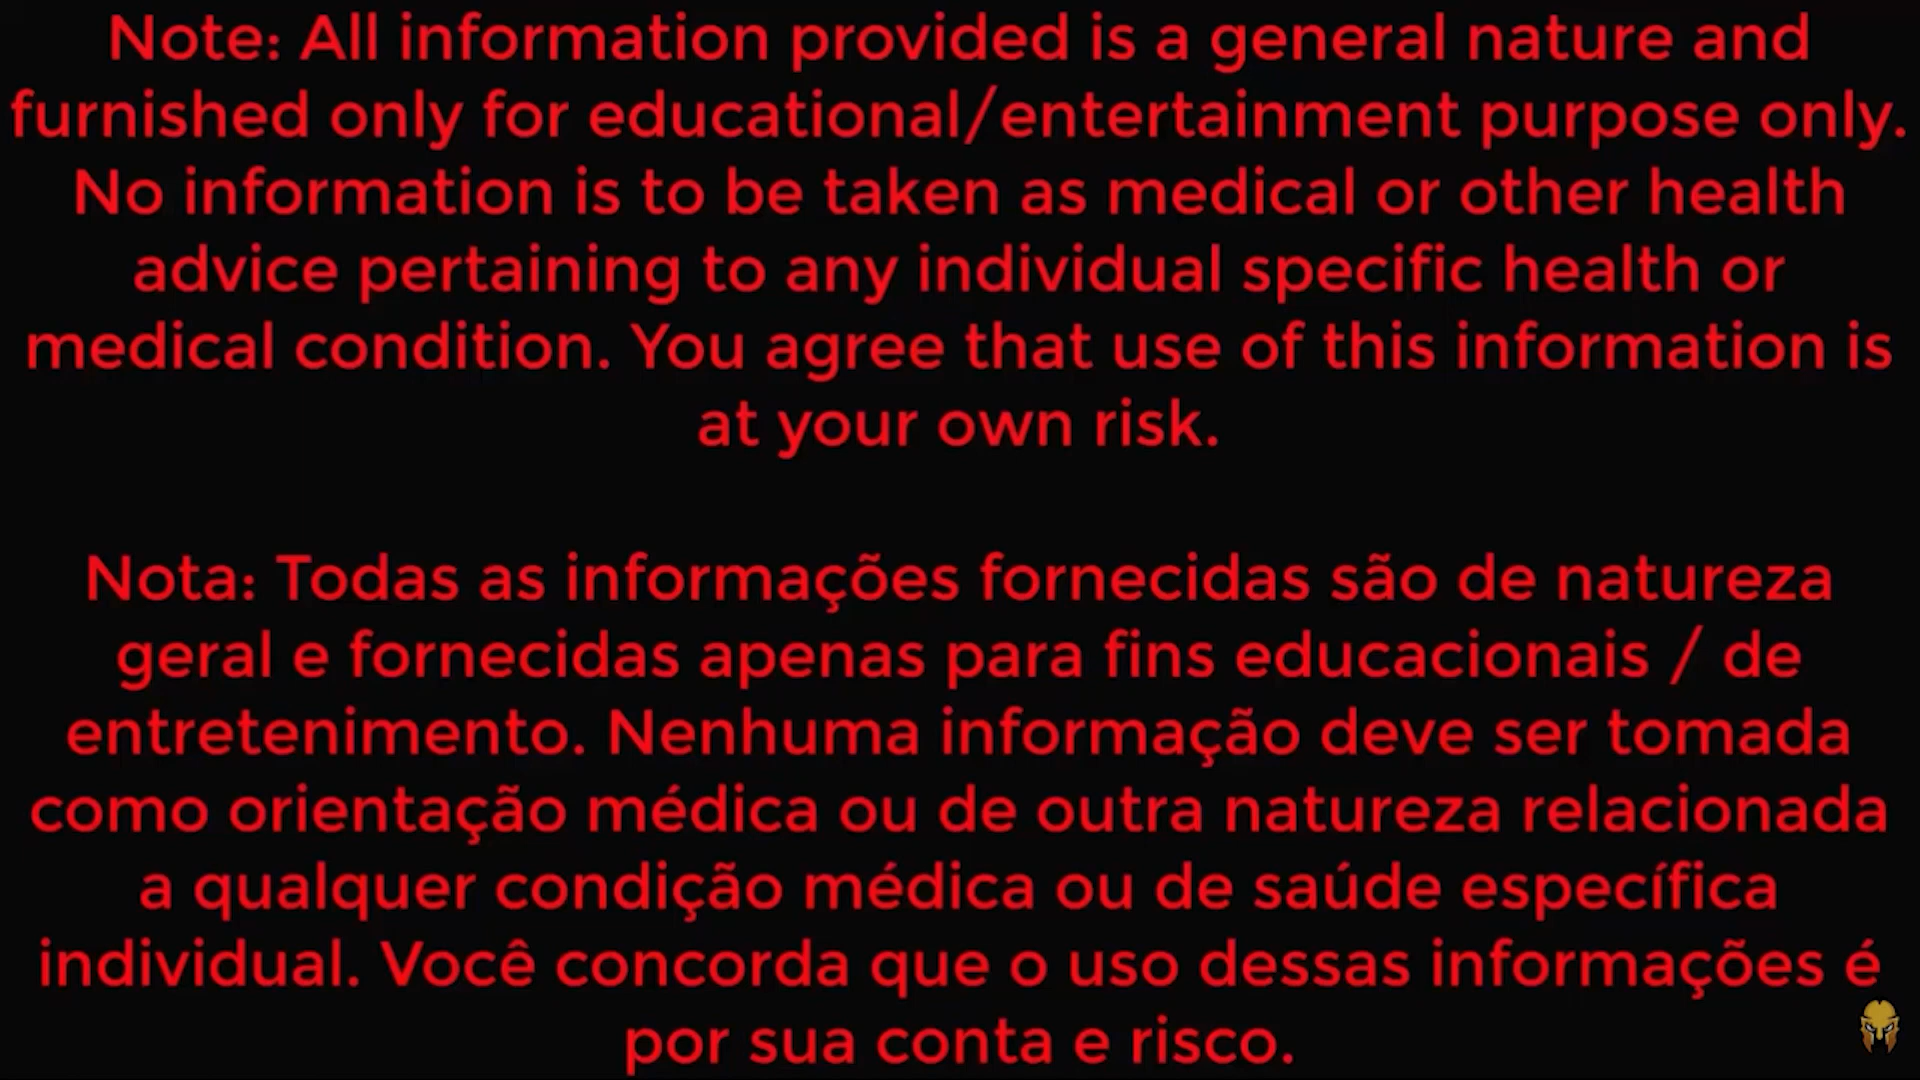 Note: All information provided is a general nature and
furnished only for educational/entertainment purpose only.
No information is to be taken as medical or other health
advice pertaining to any individual specific health or
medical condition. You agree that use of this information is
at your own risk.
Nota: Todas as informações fornecidas são de natureza
geral e fornecidas apenas para fins educacionais / de
entretenimento. Nenhuma informação deve ser tomada
como orientação médica ou de outra natureza relacionada
a qualquer condição médica ou de saúde específica
individual. Você concorda que o uso dessas informações é
por sua conta e risco.